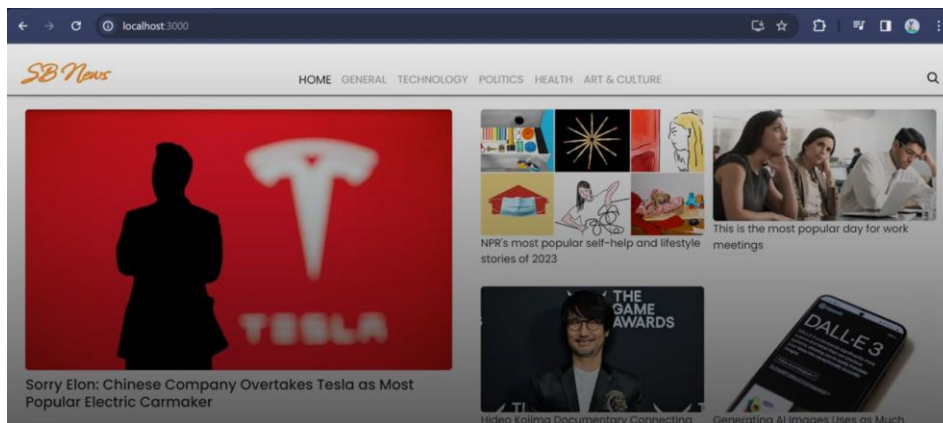 localhost:3000
SB News
HOME GENERAL TECHNOLOGY POLITICS HEALTH ART & CULTURE
TESLA
Sorry Elon: Chinese Company Overtakes Tesla as Most
Popular Electric Carmaker
NPR's most popular self-help and lifestyle
stories of 2023
This is the most popular day for work
meetings
THE
GAME
AWARDS
Hideo Kojima Documentary Connecting
DALL·E 3
Generating AI Images Uses as Much